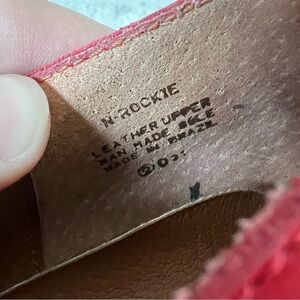 N-ROCKIE
LEATHER UPPER
MAN MADE SOLE
MADE IN BRAZIL